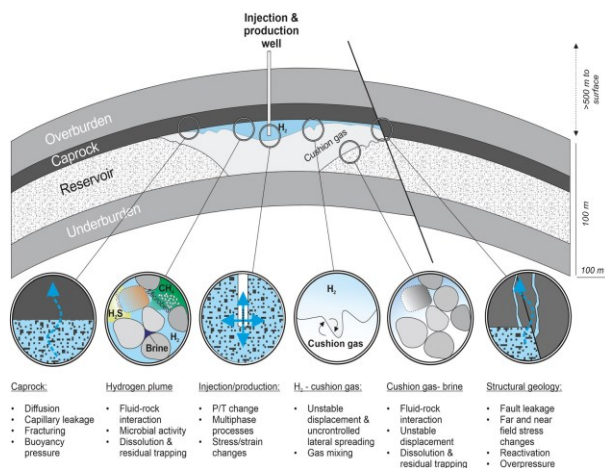 Injection &
production
well
>500 m to
surface
Overburden
Caprock
Reservoir
Underburden
H₂
Cushion gas
100 m
100 m
H₂S
CH₄
H₂
Brine
H₂
Cushion gas
Caprock:
• Diffusion
• Capillary leakage
• Fracturing
• Buoyancy
pressure
Hydrogen plume
• Fluid-rock
interaction
• Microbial activity
• Dissolution &
residual trapping
Injection/production:
• P/T change
• Multiphase
processes
• Stress/strain
changes
H₂ - cushion gas:
• Unstable
displacement &
uncrontrolled
lateral spreading
• Gas mixing
Cushion gas- brine
• Fluid-rock
interaction
• Unstable
displacement
• Dissolution &
residual trapping
Structural geology:
• Fault leakage
• Far and near
field stress
changes
• Reactivation
• Overpressure